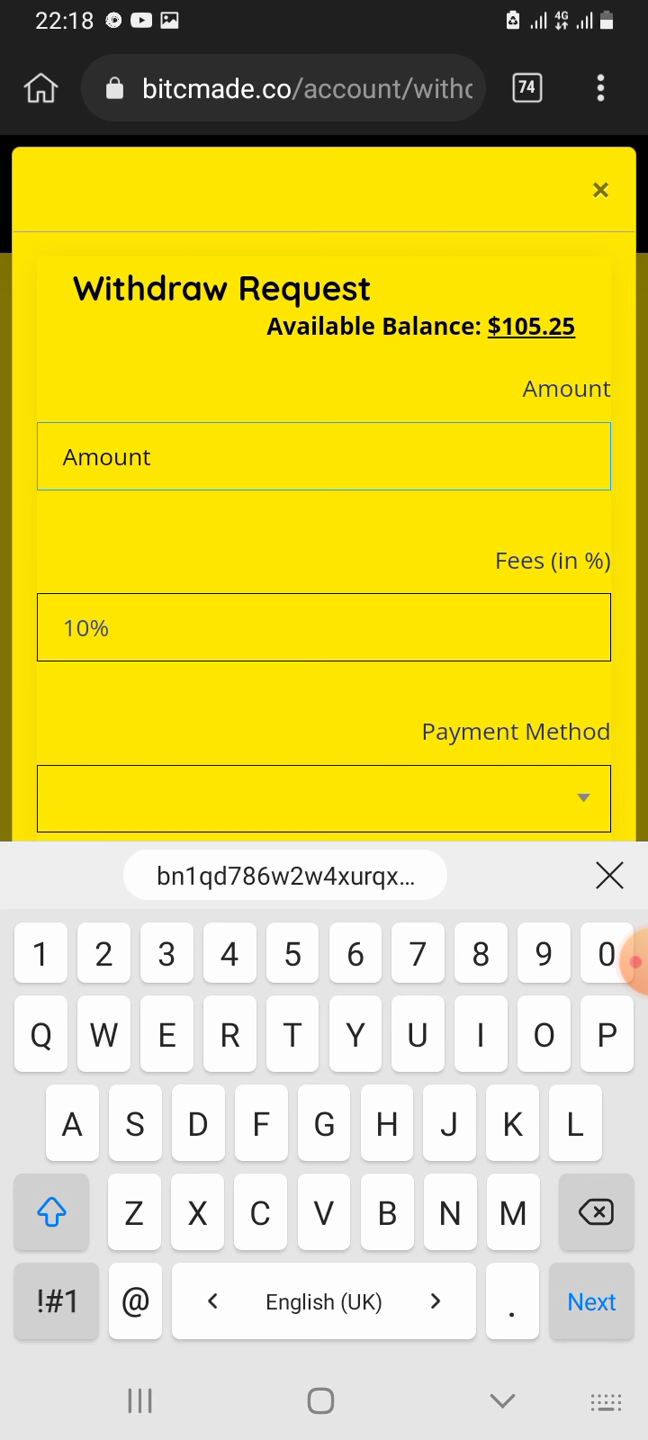 22:18
4G
bitcmade.co/account/withd
74
×
Withdraw Request
Available Balance: $105.25
Amount
Amount
Fees (in %)
10%
Payment Method
bn1qd786w2w4xurqx...
1 2 3 4 5 6 7 8 9 0
Q W E R T Y U I O P
A S D F G H J K L
Z X C V B N M
!#1 @ < English (UK) > . Next